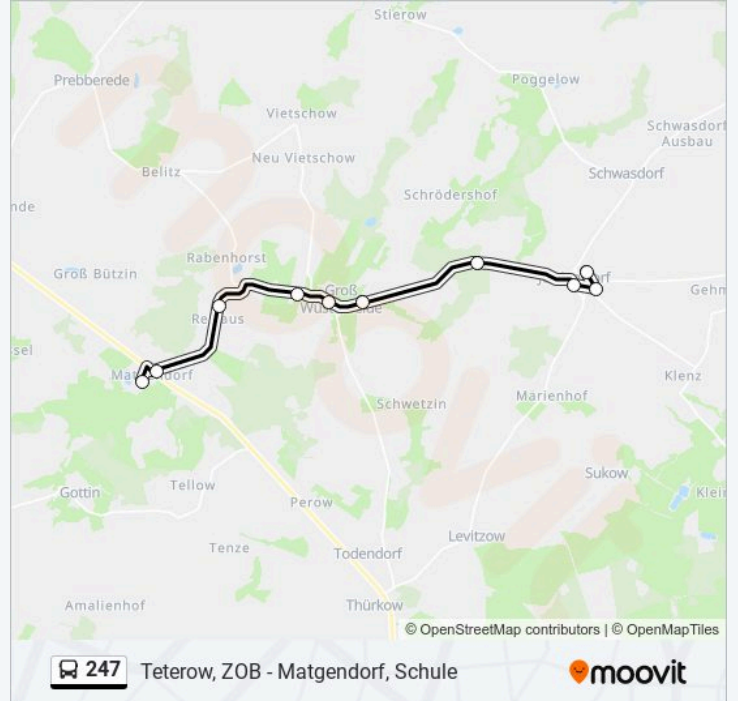 Stierow
Prebberede
Poggelow
Vietschow
Schwasdorf
Ausbau
Neu Vietschow
Belitz
Schwasdorf
Schrödershof
nde
Rabenhorst
Groß Bützin
Groß
Gehm
sel
Klenz
Marienhof
Schwetzin
Sukow
Gottin
Tellow
Klein
Perow
Levitzow
Tenze
Todendorf
Amalienhof
Thürkow
© OpenStreetMap contributors | © OpenMapTiles
247 Teterow, ZOB - Matgendorf, Schule
moovit